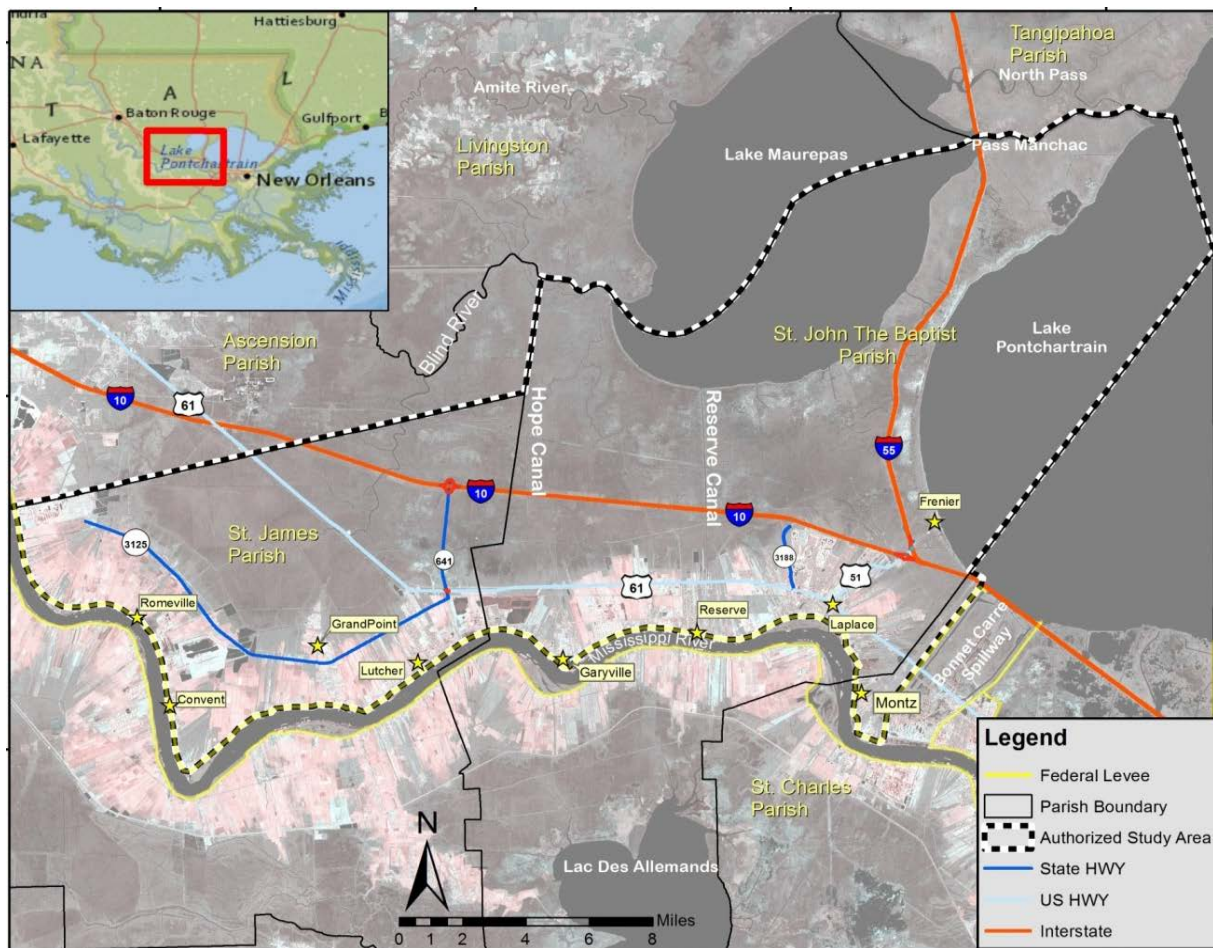 Hattiesburg
NA
T
A
L
Baton Rouge
Gulfport
B
Lafayette
Lake
Pontchartrain
New Orleans
Tangipahoa
Parish
North Pass
Amite River
Livingston
Parish
Lake Maurepas
Pass Manchac
Ascension
Parish
Blind River
St. John The Baptist
Parish
Lake
Pontchartrain
10
61
Hope Canal
Reserve Canal
55
10
10
Frenier
St. James
Parish
3125
641
3188
51
61
Romeville
GrandPoint
Reserve
Laplace
Mississippi River
Lutcher
Garyville
Bonnet Carre
Spillway
Convent
Montz
St. Charles
Parish
Lac Des Allemands
N
Miles
0 1 2 4 6 8
Legend
Federal Levee
Parish Boundary
Authorized Study Area
State HWY
US HWY
Interstate